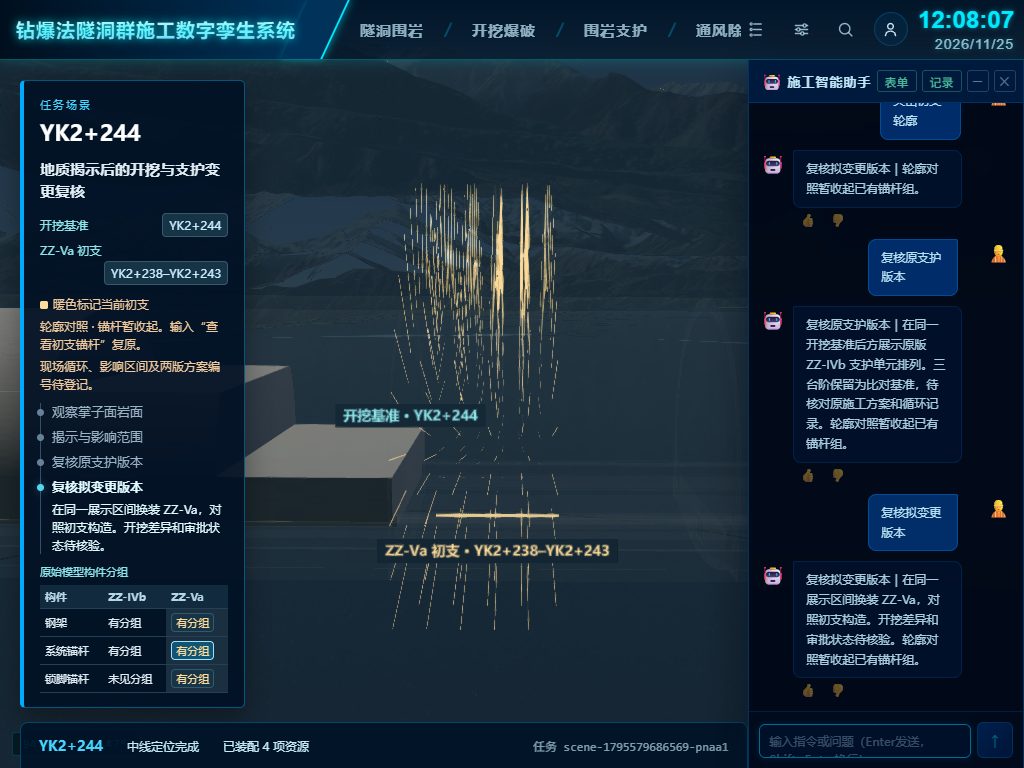 钻爆法隧洞群施工数字孪生系统
隧洞围岩 / 开挖爆破 / 围岩支护 / 通风除
12:08:07
2026/11/25
任务场景
YK2+244
地质揭示后的开挖与支护变
更复核
开挖基准 YK2+244
ZZ-Va 初支
YK2+238—YK2+243
暖色标记当前初支
轮廓对照 · 锚杆暂收起。输入“查
看初支锚杆”复原。
现场循环、影响区间及两版方案编
号待登记。
观察掌子面岩面
揭示与影响范围
复核原支护版本
复核拟变更版本
在同一展示区间换装 ZZ-Va，对
照初支构造。开挖差异和审批状
态待核验。
原始模型构件分组
构件 ZZ-IVb ZZ-Va
钢架 有分组 有分组
系统锚杆 有分组 有分组
锁脚锚杆 未见分组 有分组
开挖基准 • YK2+244
ZZ-Va 初支 • YK2+238—YK2+243
YK2+244 中线定位完成 已装配 4 项资源 任务 scene-1795579686569-pnaa1
施工智能助手 表单 记录
轮廓
复核拟变更版本 | 轮廓对
照暂收起已有锚杆组。
复核原支护
版本
复核原支护版本 | 在同一
开挖基准后方展示原版
ZZ-IVb 支护单元排列。三
台阶保留为比对基准，待
核对原施工方案和循环记
录。轮廓对照暂收起已有
锚杆组。
复核拟变更
版本
复核拟变更版本 | 在同一
展示区间换装 ZZ-Va，对
照初支构造。开挖差异和
审批状态待核验。轮廓对
照暂收起已有锚杆组。
输入指令或问题（Enter发送，